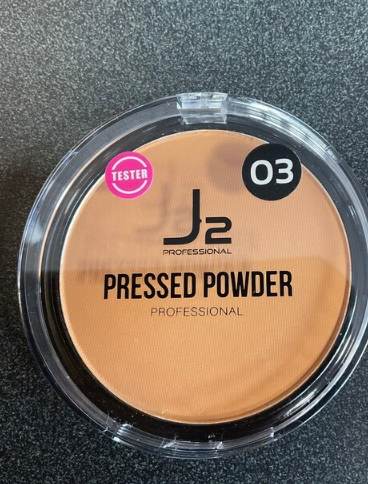 TESTER
03
J2
PROFESSIONAL
PRESSED POWDER
PROFESSIONAL